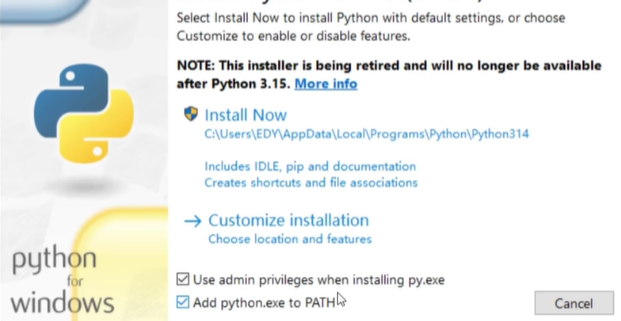 Select Install Now to install Python with default settings, or choose
Customize to enable or disable features.
NOTE: This installer is being retired and will no longer be available
after Python 3.15. More info
Install Now
C:\Users\EDY\AppData\Local\Programs\Python\Python314
Includes IDLE, pip and documentation
Creates shortcuts and file associations
Customize installation
Choose location and features
Use admin privileges when installing py.exe
Add python.exe to PATH
Cancel
python
for
windows